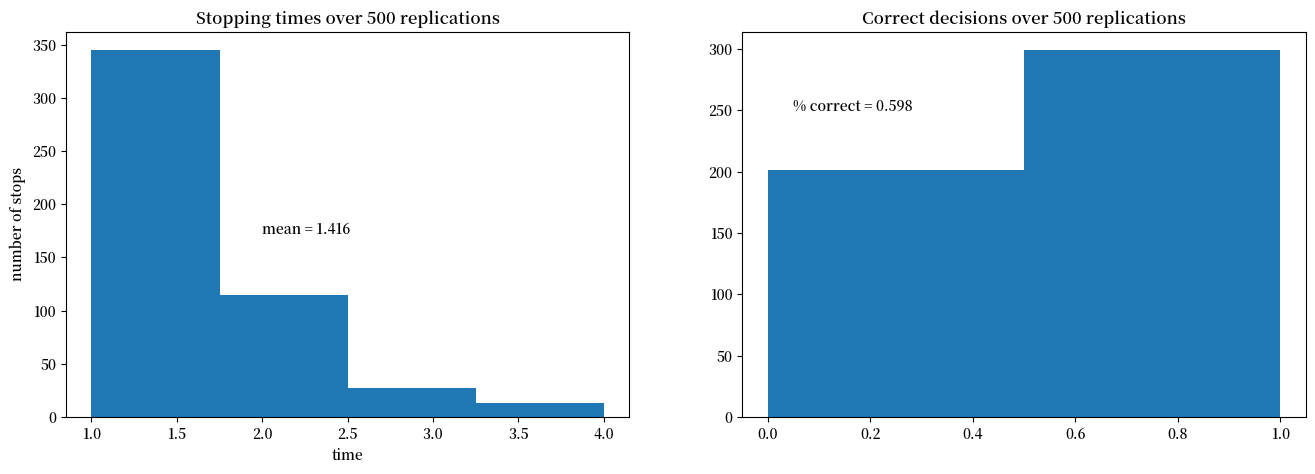 Stopping times over 500 replications
350
300
250
200
150
100
50
0
number of stops
mean = 1.416
1.0 1.5 2.0 2.5 3.0 3.5 4.0
time
Correct decisions over 500 replications
300
250
200
150
100
50
0
% correct = 0.598
0.0 0.2 0.4 0.6 0.8 1.0